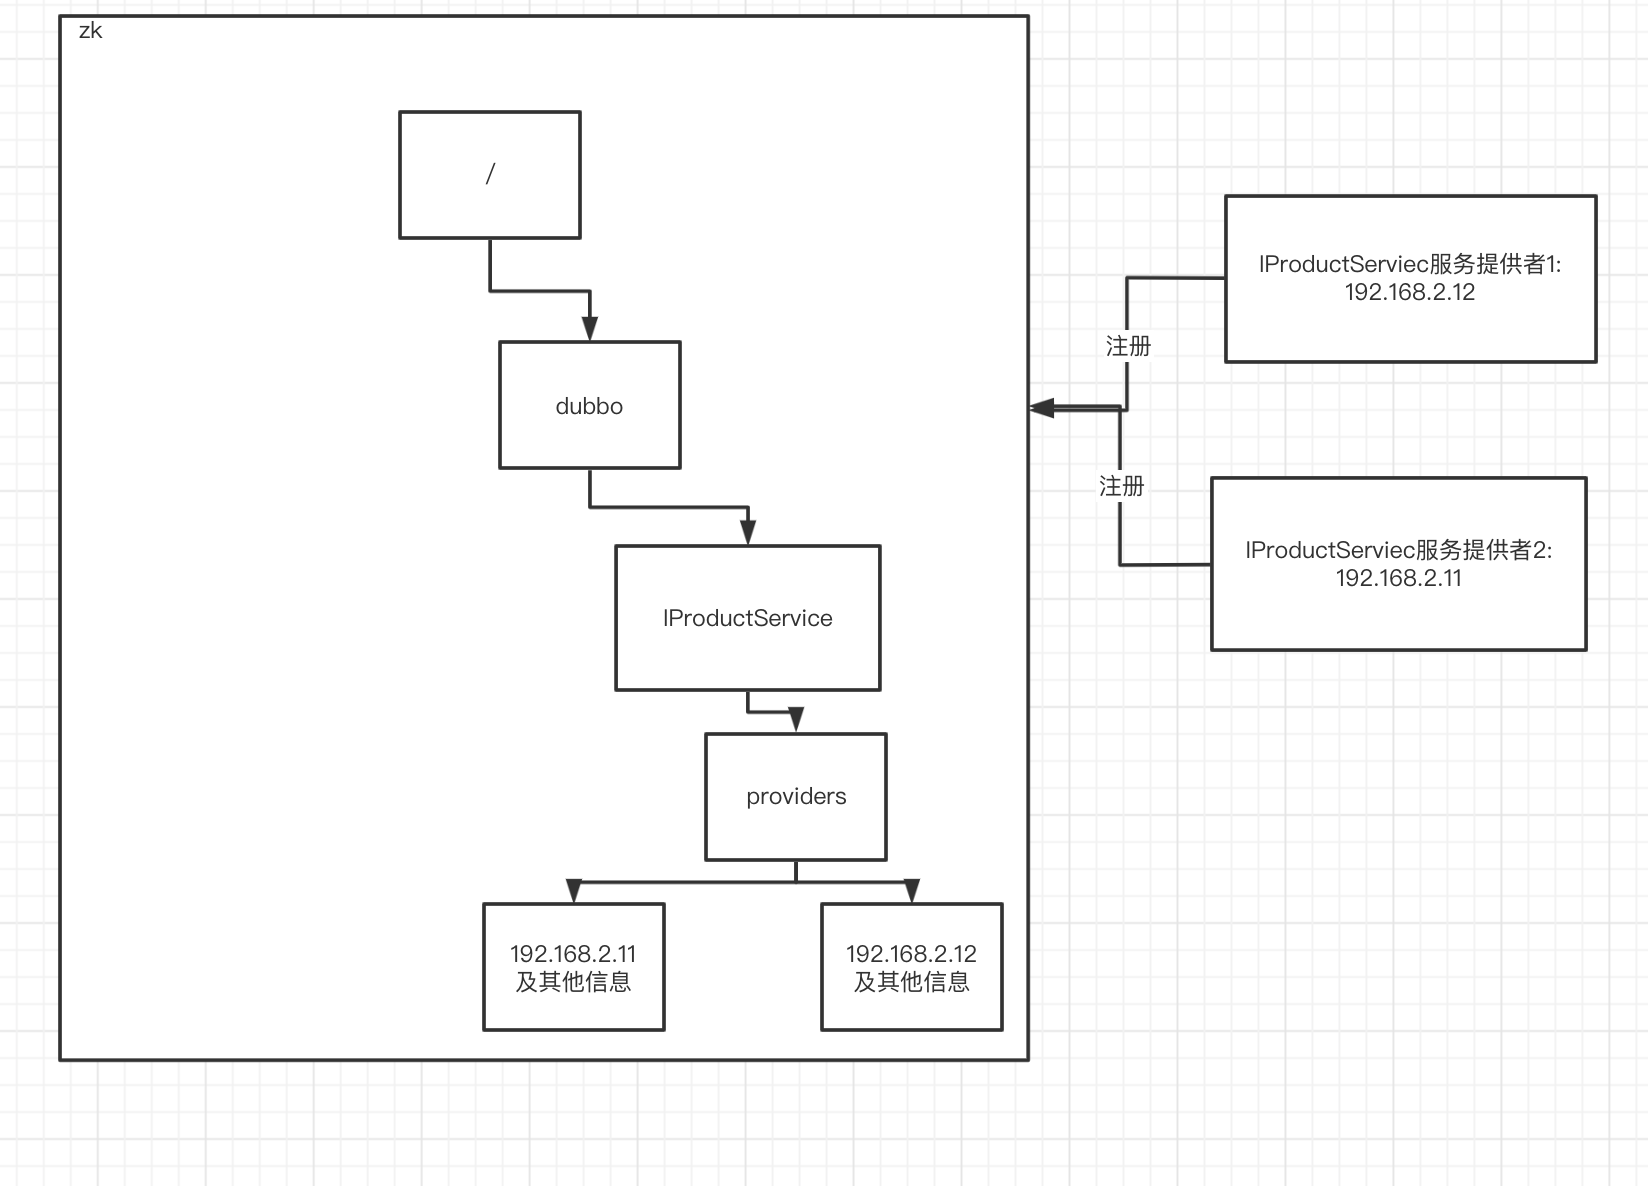 zk
/
dubbo
IProductService
providers
192.168.2.11
及其他信息
192.168.2.12
及其他信息
IProductServiec服务提供者1:
192.168.2.12
注册
注册
IProductServiec服务提供者2:
192.168.2.11